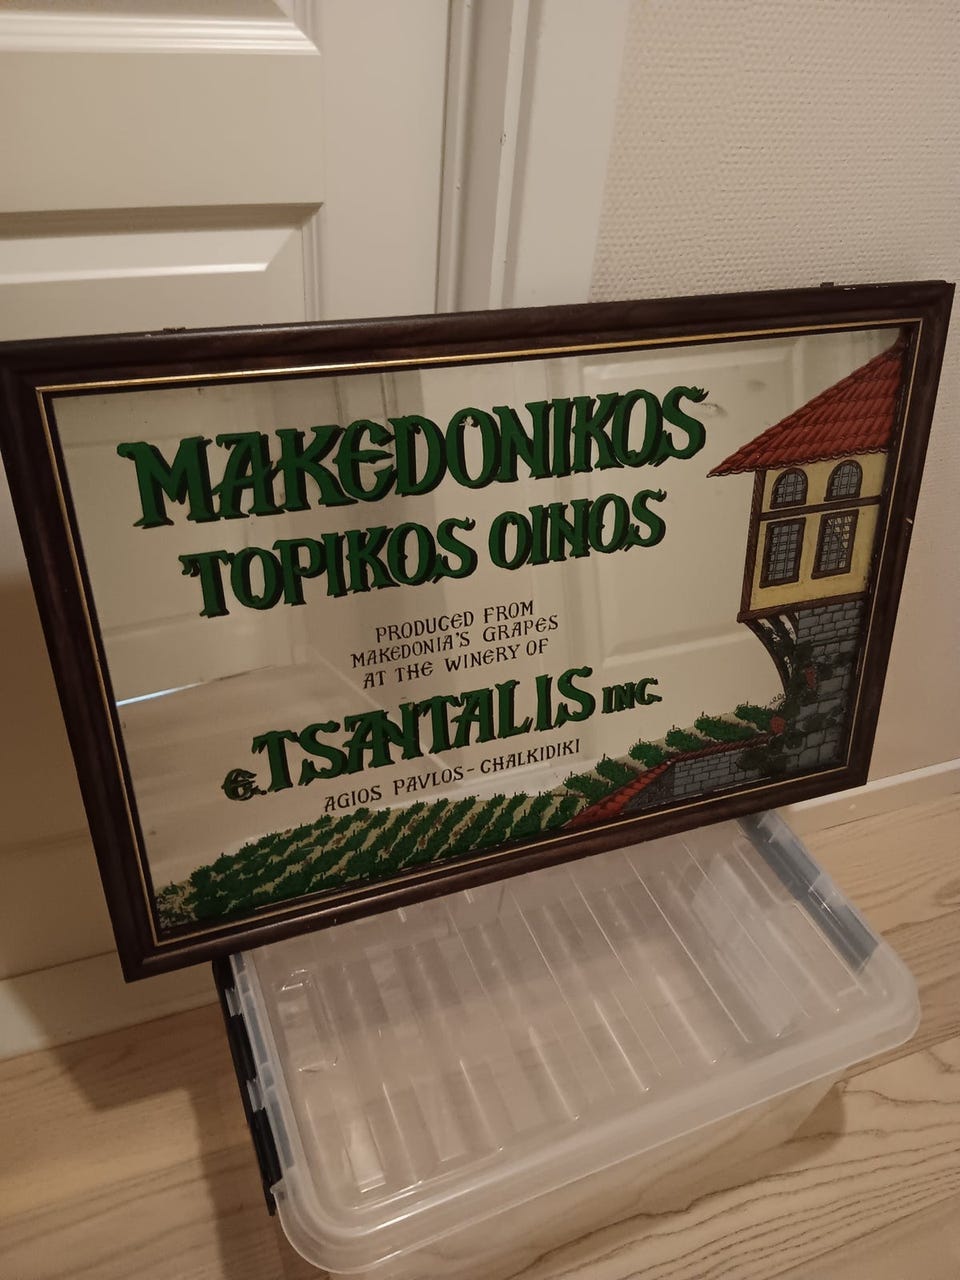 MAKEDONIKOS
TOPIKOS OINOS
PRODUCED FROM
MAKEDONIA'S GRAPES
AT THE WINERY OF
E. TSANTALIS INC.
AGIOS PAVLOS - CHALKIDIKI